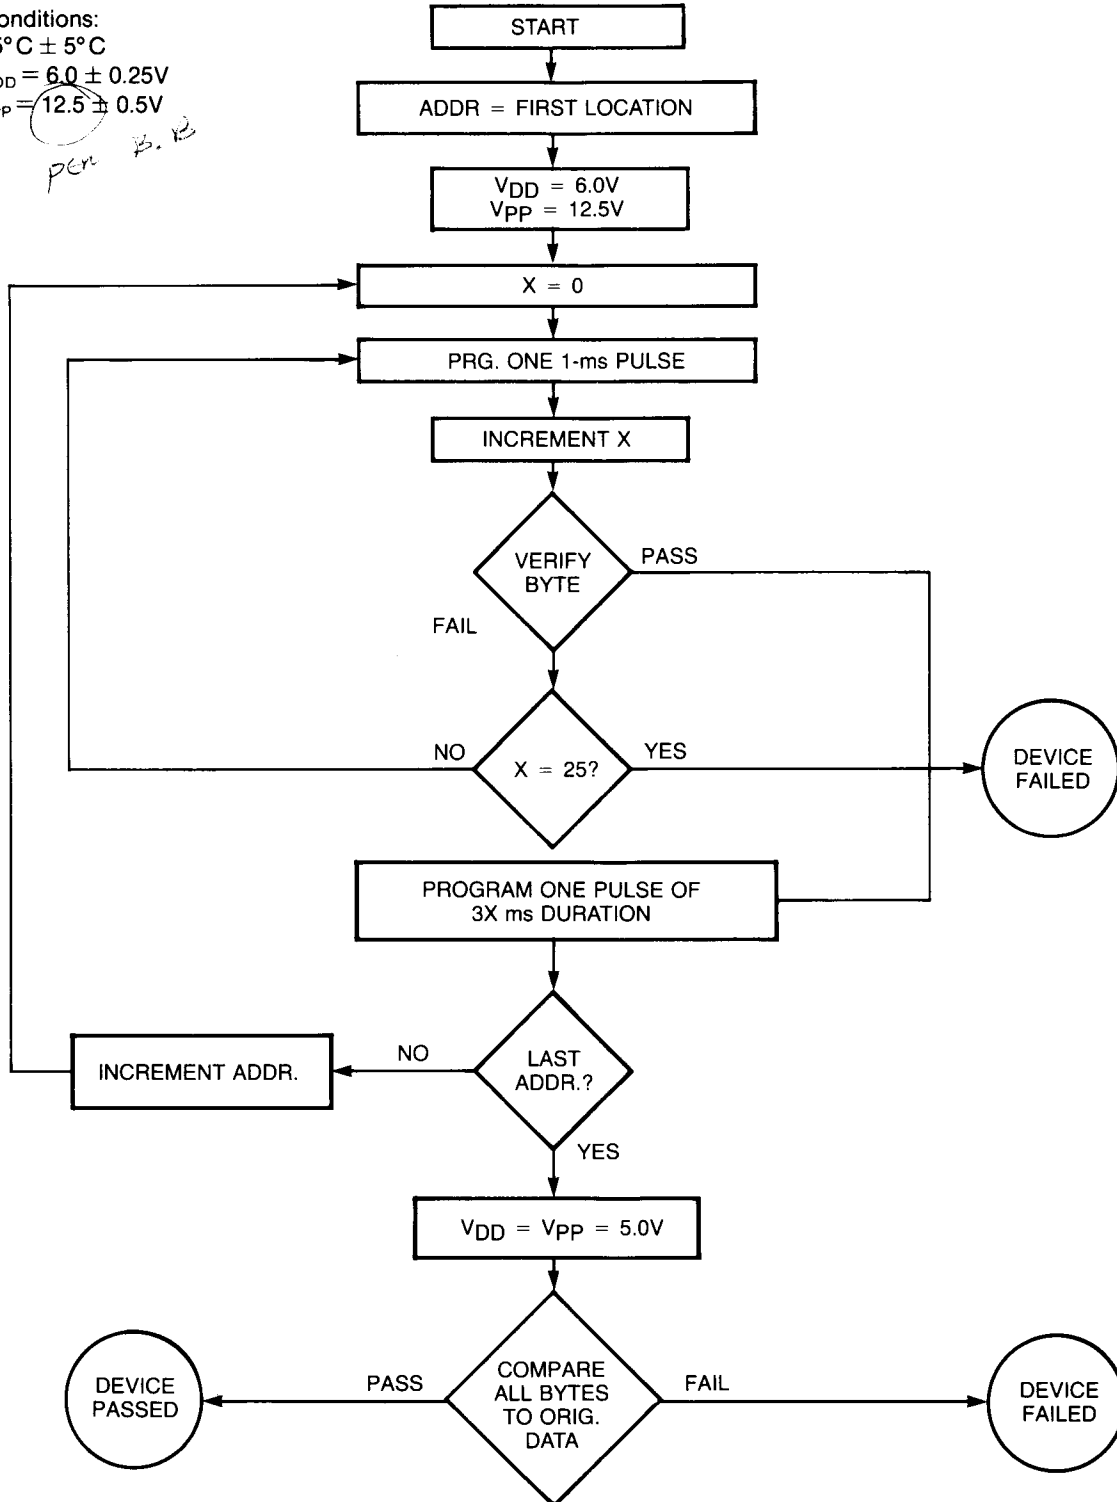 onditions:
5°C ± 5°C
DD = 6.0 ± 0.25V
P = 12.5 ± 0.5V
per B.B
START
ADDR = FIRST LOCATION
VDD = 6.0V
VPP = 12.5V
X = 0
PRG. ONE 1-ms PULSE
INCREMENT X
VERIFY
BYTE
PASS
FAIL
X = 25?
NO
YES
DEVICE
FAILED
PROGRAM ONE PULSE OF
3X ms DURATION
LAST
ADDR.?
NO
INCREMENT ADDR.
YES
VDD = VPP = 5.0V
COMPARE
ALL BYTES
TO ORIG.
DATA
PASS
DEVICE
PASSED
FAIL
DEVICE
FAILED